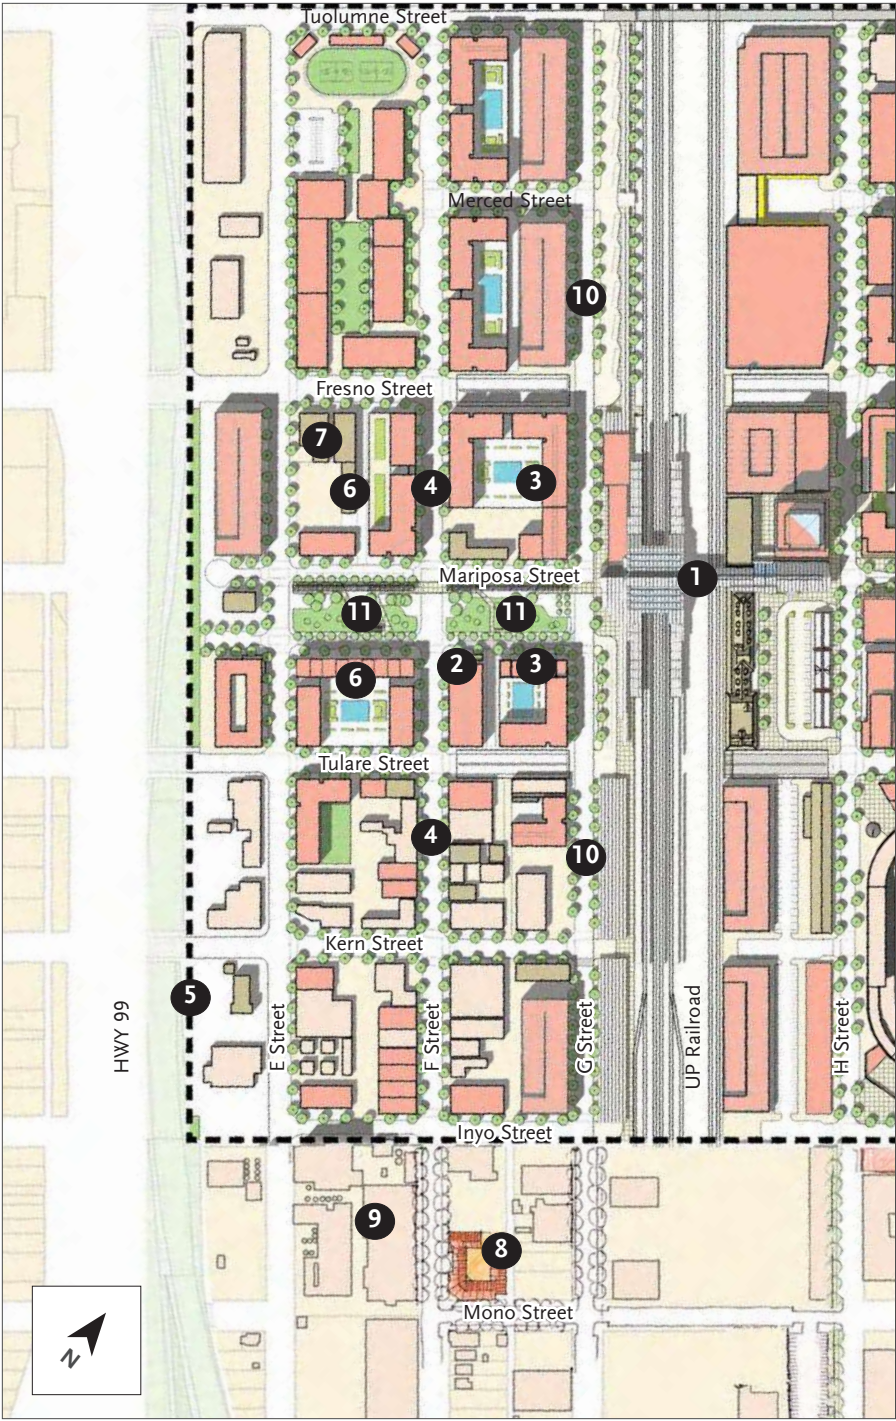 Tuolumne Street
Merced Street
10
Fresno Street
7
6
4
3
Mariposa Street
1
11
11
2
3
6
Tulare Street
4
10
Kern Street
5
HWY 99
E Street
F Street
G Street
UP Railroad
H Street
Inyo Street
9
8
Mono Street
N